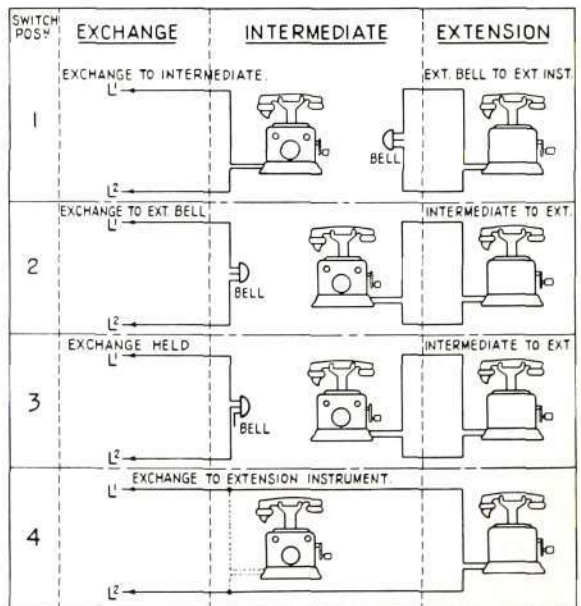 SWITCH
POSN
EXCHANGE
INTERMEDIATE
EXTENSION
1
EXCHANGE TO INTERMEDIATE.
EXT. BELL TO EXT. INST.
L1
BELL
L2
2
EXCHANGE TO EXT. BELL
INTERMEDIATE TO EXT.
L1
BELL
L2
3
EXCHANGE HELD
INTERMEDIATE TO EXT
L1
BELL
L2
4
EXCHANGE TO EXTENSION INSTRUMENT.
L1
L2